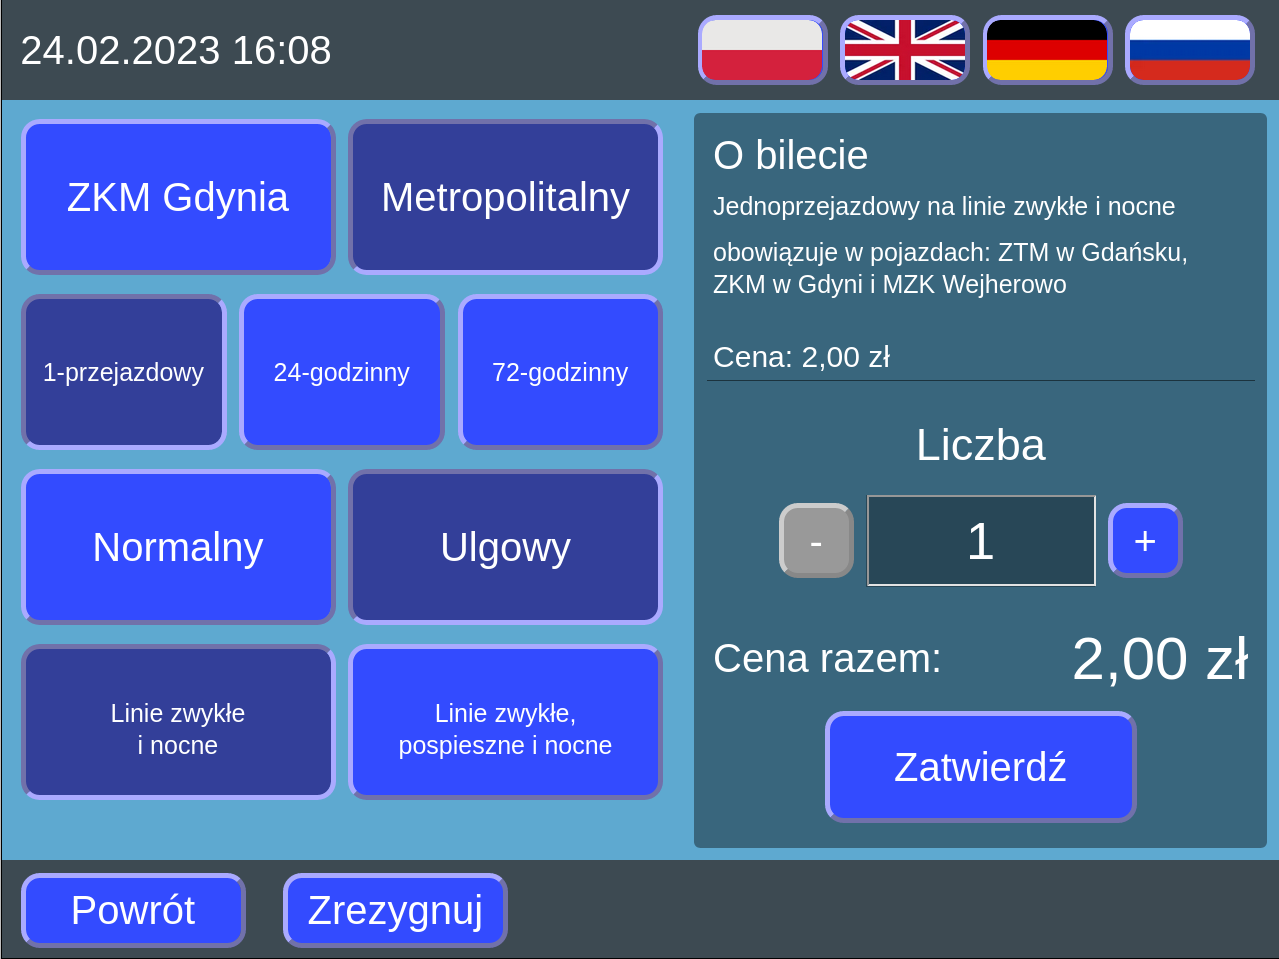 24.02.2023 16:08
ZKM Gdynia
Metropolitalny
1-przejazdowy
24-godzinny
72-godzinny
Normalny
Ulgowy
Linie zwykłe
i nocne
Linie zwykłe,
pospieszne i nocne
O bilecie
Jednoprzejazdowy na linie zwykłe i nocne
obowiązuje w pojazdach: ZTM w Gdańsku,
ZKM w Gdyni i MZK Wejherowo
Cena: 2,00 zł
Liczba
-
1
+
Cena razem:
2,00 zł
Zatwierdź
Powrót
Zrezygnuj